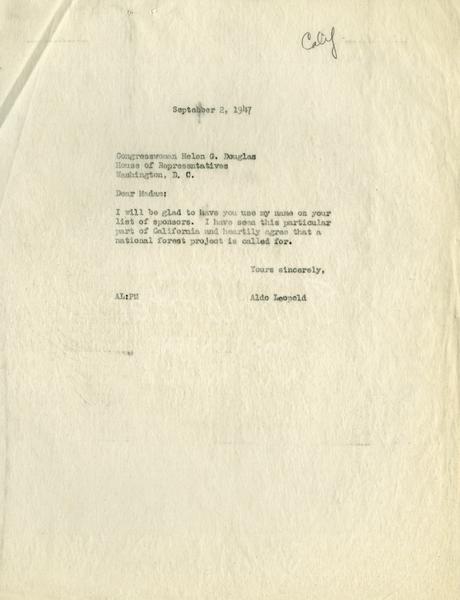 Calif
September 2, 1947
Congresswoman Helen G. Douglas
House of Representatives
Washington, D. C.
Dear Madam:
I will be glad to have you use my name on your
list of sponsors. I have seen this particular
part of California and heartily agree that a
national forest project is called for.
Yours sincerely,
AL:PM Aldo Leopold